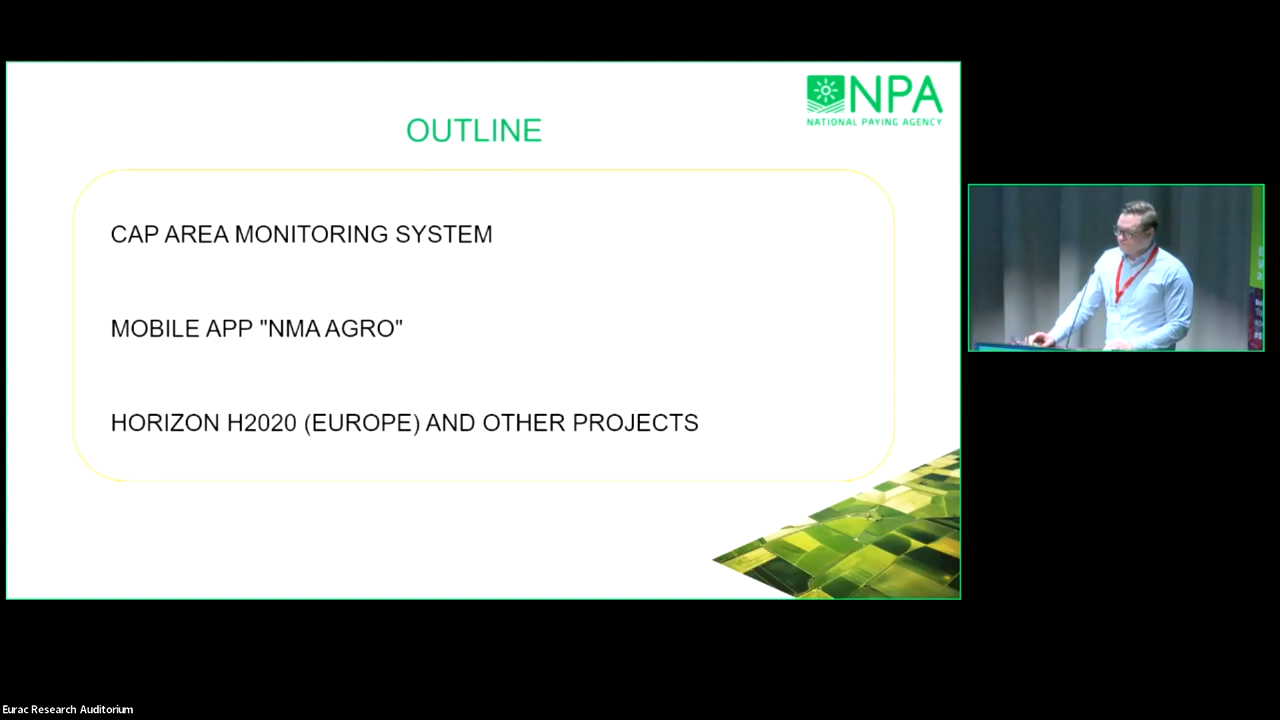 NPA
NATIONAL PAYING AGENCY
OUTLINE
CAP AREA MONITORING SYSTEM
MOBILE APP "NMA AGRO"
HORIZON H2020 (EUROPE) AND OTHER PROJECTS
Eurac Research Auditorium